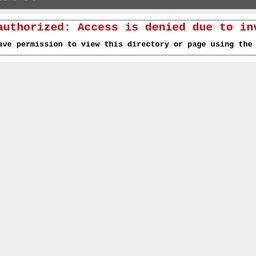 authorized: Access is denied due to inv
ave permission to view this directory or page using the